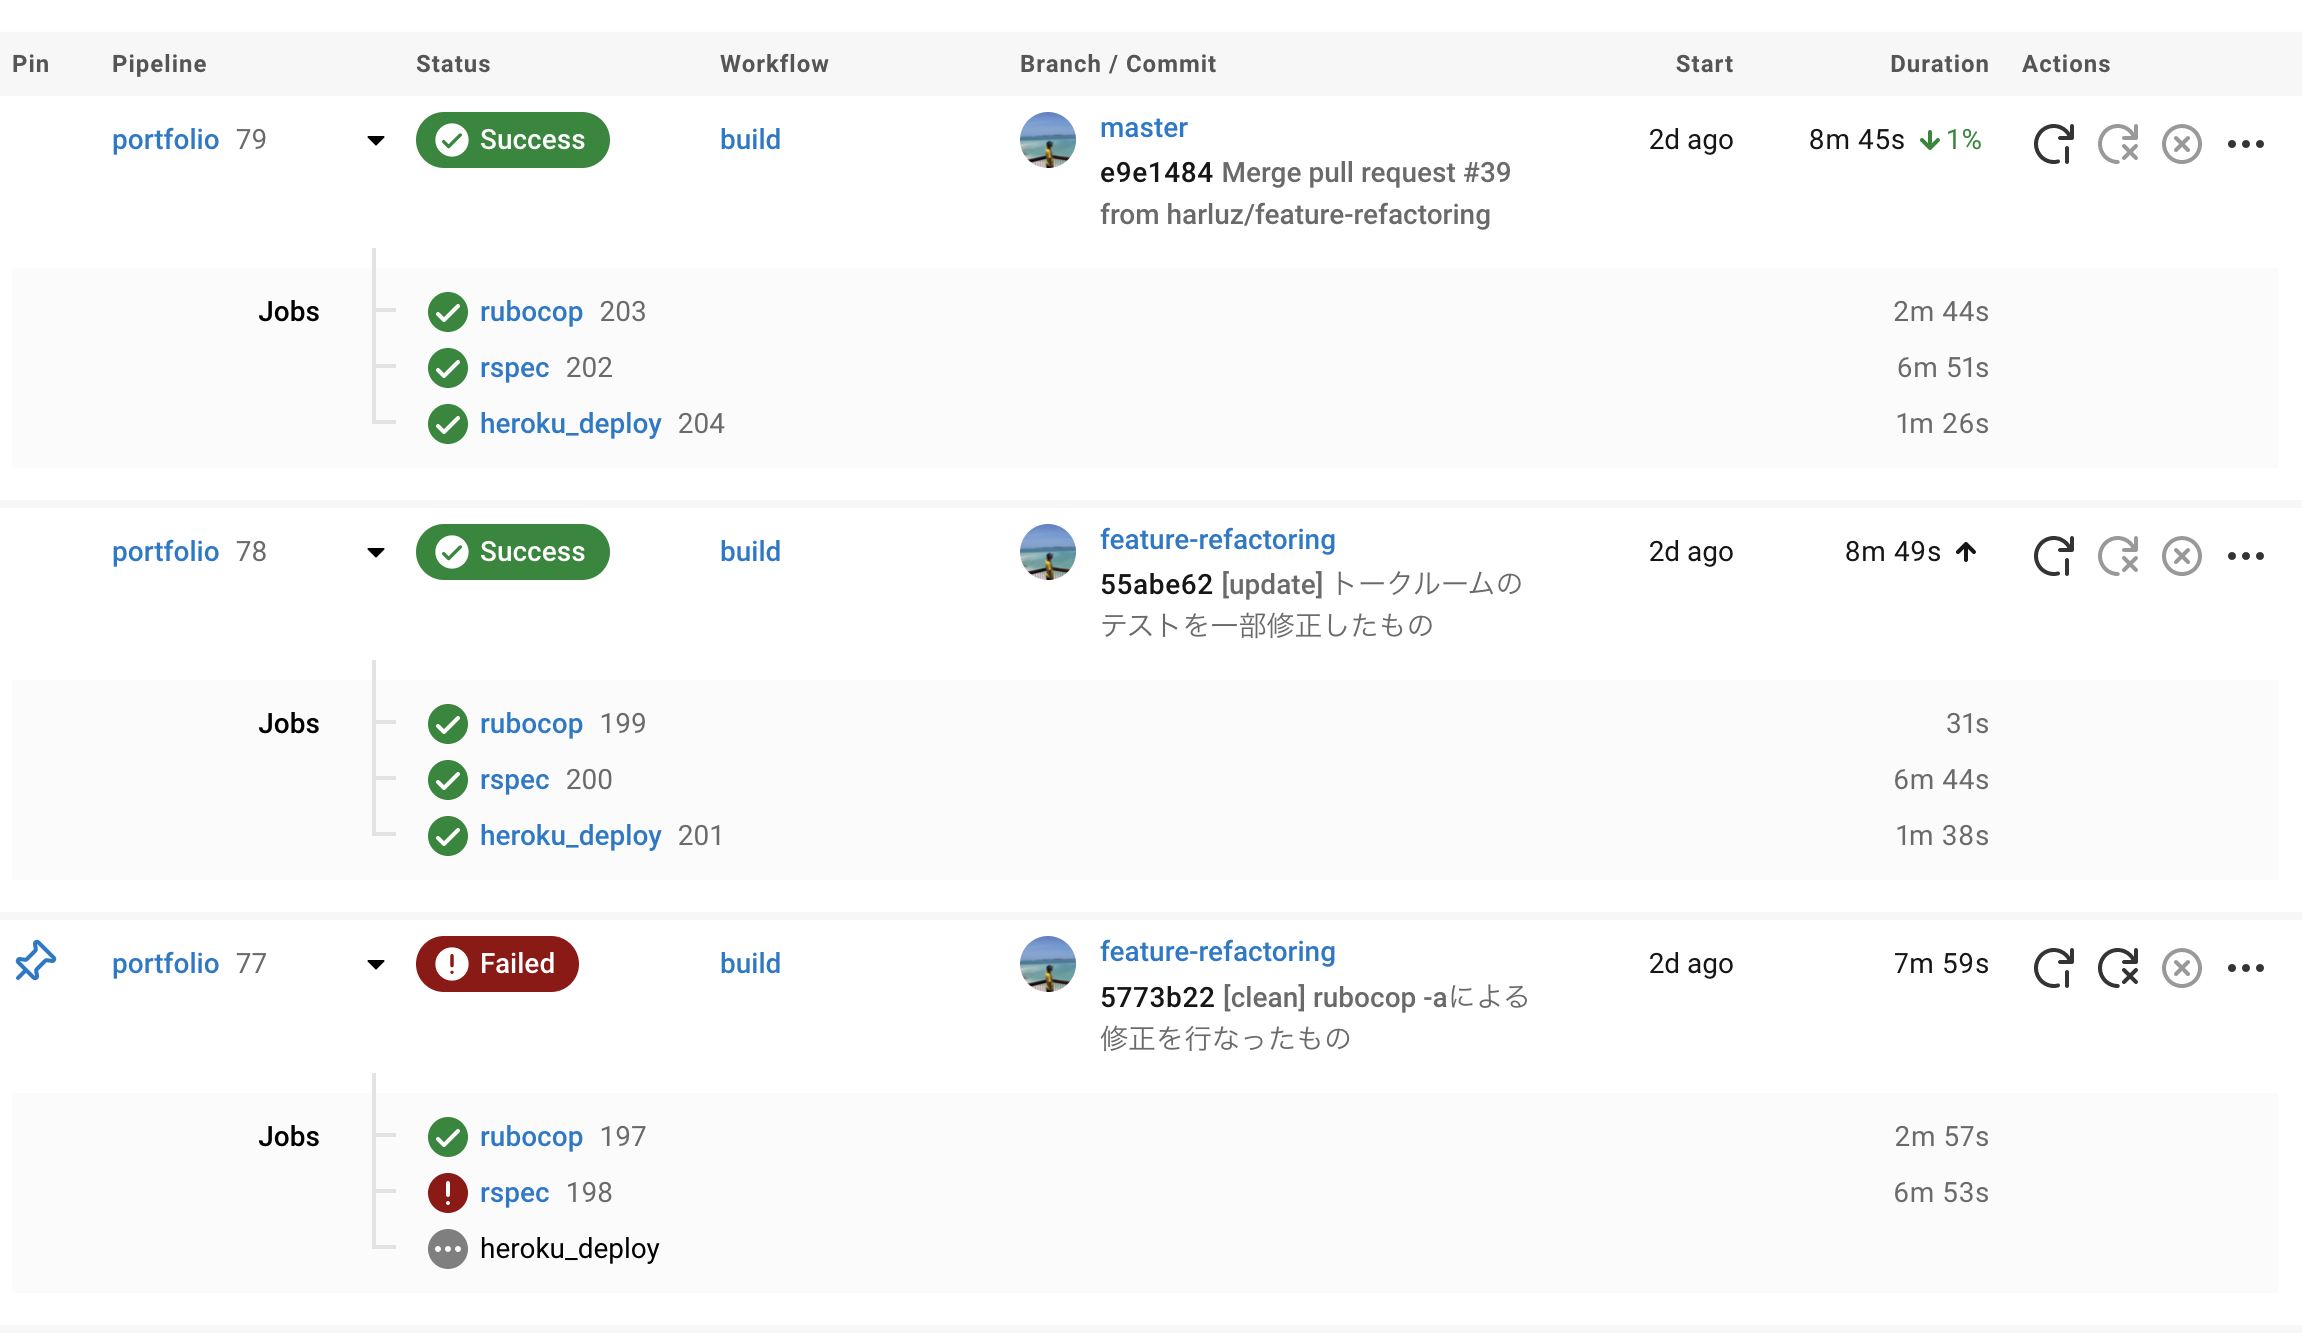 Pin Pipeline Status Workflow Branch / Commit Start Duration Actions
portfolio 79 Success build master 2d ago 8m 45s 1%
e9e1484 Merge pull request #39
from harluz/feature-refactoring
Jobs rubocop 203 2m 44s
rspec 202 6m 51s
heroku_deploy 204 1m 26s
portfolio 78 Success build feature-refactoring 2d ago 8m 49s
55abe62 [update] トークルームの
テストを一部修正したもの
Jobs rubocop 199 31s
rspec 200 6m 44s
heroku_deploy 201 1m 38s
portfolio 77 Failed build feature-refactoring 2d ago 7m 59s
5773b22 [clean] rubocop -aによる
修正を行なったもの
Jobs rubocop 197 2m 57s
rspec 198 6m 53s
heroku_deploy